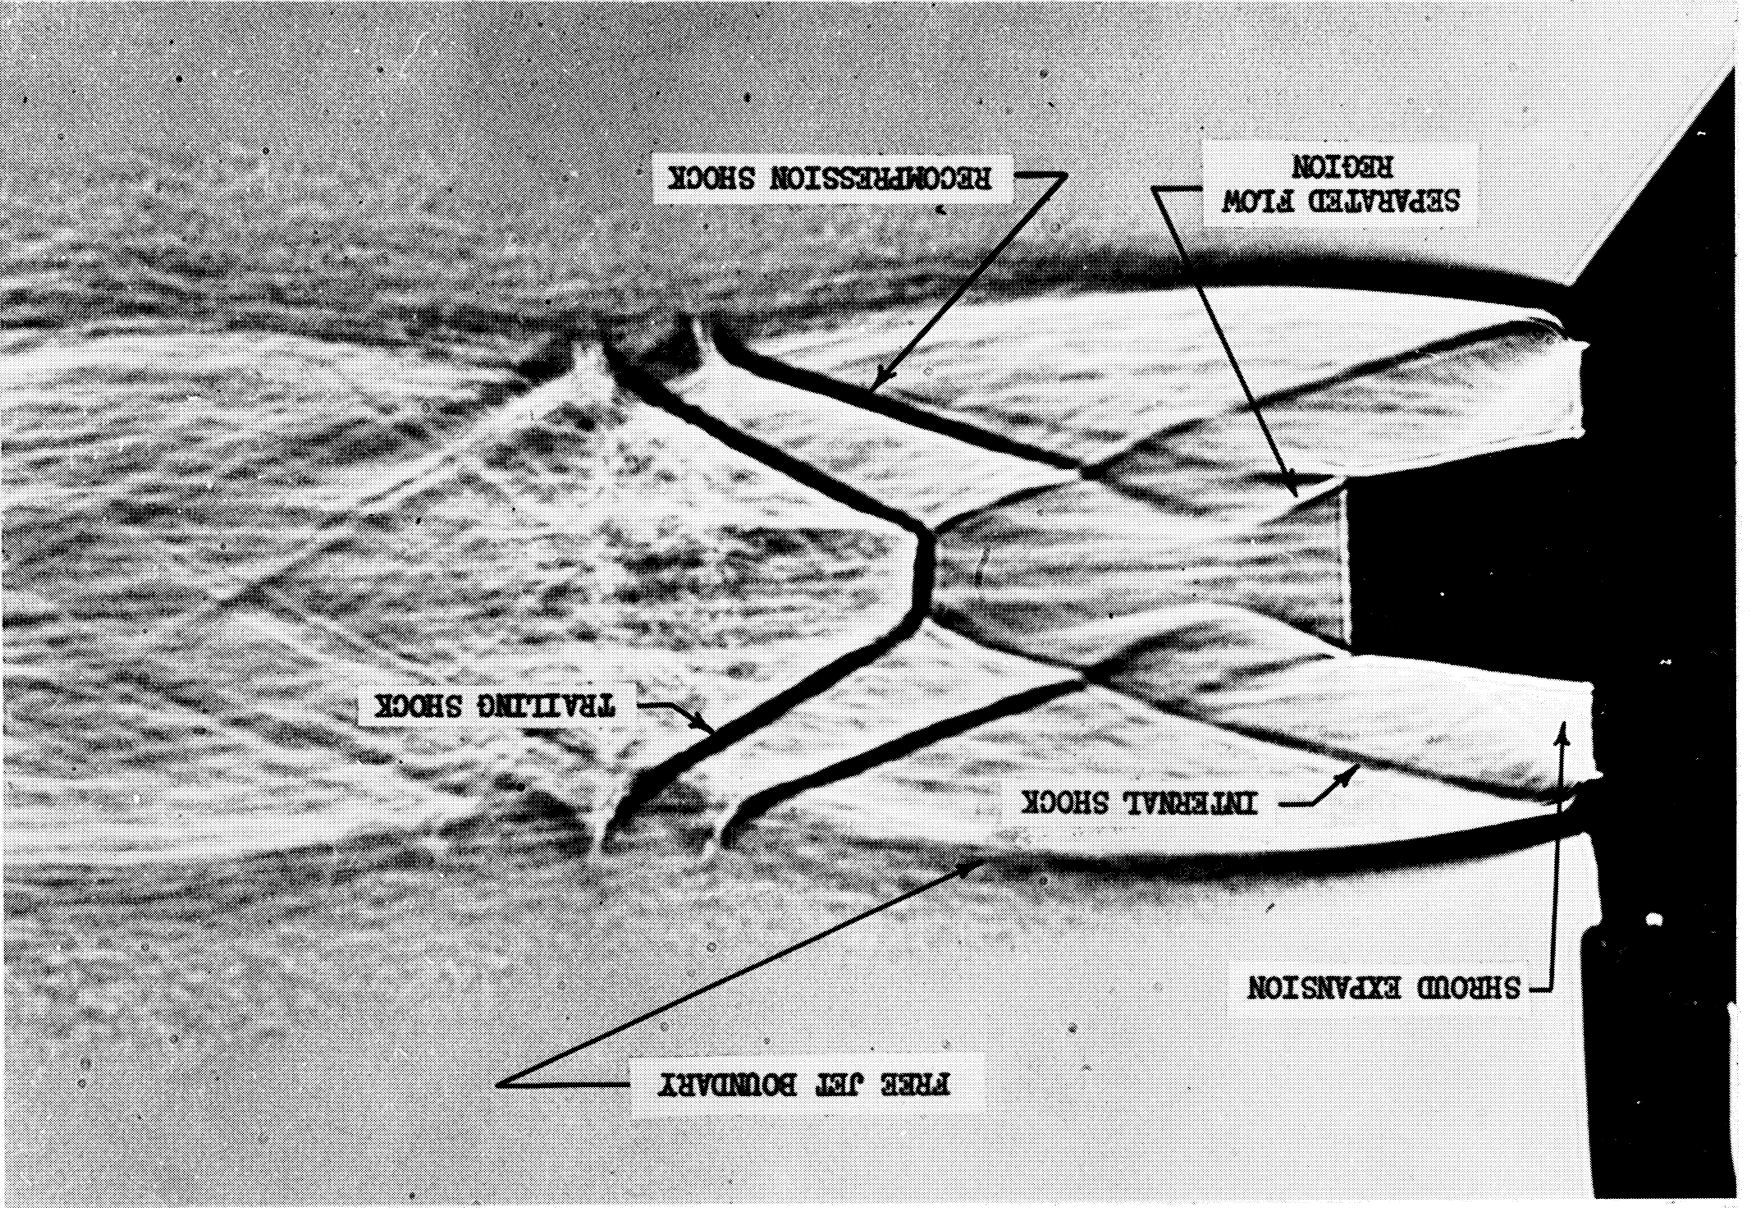 FREE JET BOUNDARY
SHROUD EXPANSION
INTERNAL SHOCK
TRAILING SHOCK
SEPARATED FLOW
REGION
RECOMPRESSION SHOCK